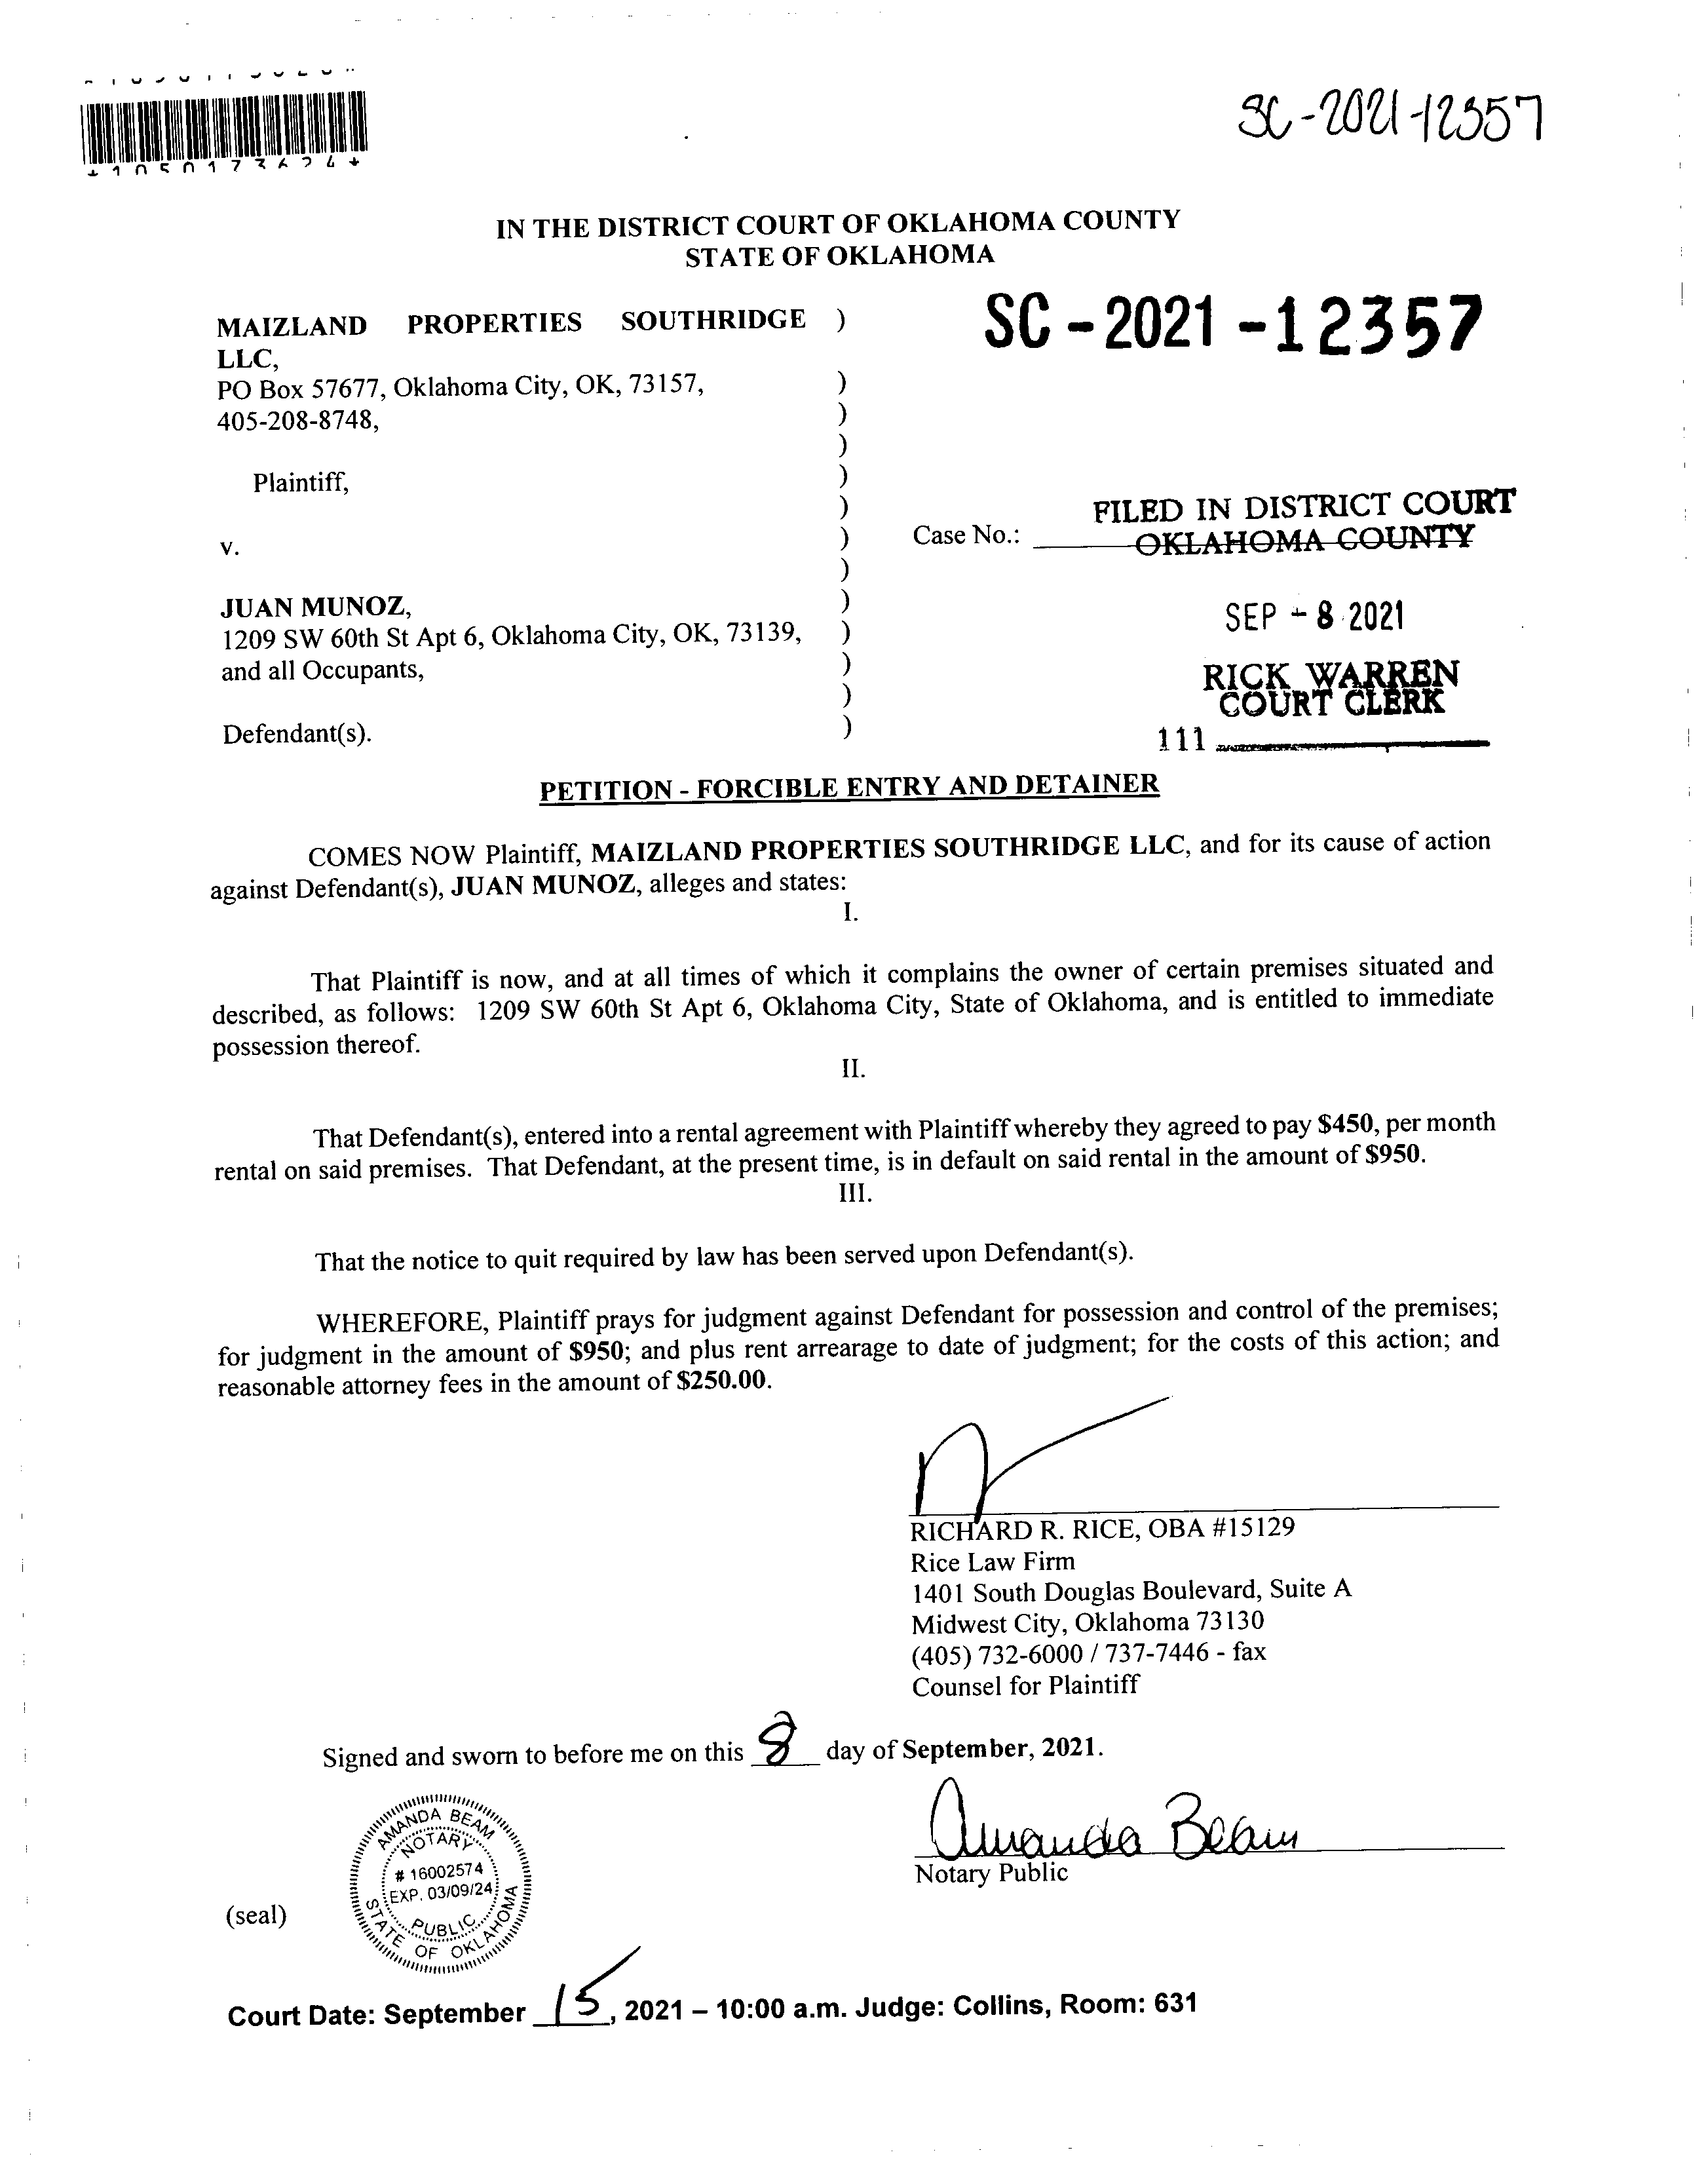 SC-2021-12357
IN THE DISTRICT COURT OF OKLAHOMA COUNTY
STATE OF OKLAHOMA
MAIZLAND PROPERTIES SOUTHRIDGE )
LLC,
SC-2021-12357
PO Box 57677, Oklahoma City, OK, 73157, )
405-208-8748, )
)
Plaintiff, )
)
v. )
)
Case No.:
FILED IN DISTRICT COURT
OKLAHOMA COUNTY
JUAN MUNOZ, )
1209 SW 60th St Apt 6, Oklahoma City, OK, 73139, )
and all Occupants, )
)
Defendant(s). )
SEP - 8 2021
RICK WARREN
COURT CLERK
111
PETITION - FORCIBLE ENTRY AND DETAINER
COMES NOW Plaintiff, MAIZLAND PROPERTIES SOUTHRIDGE LLC, and for its cause of action
against Defendant(s), JUAN MUNOZ, alleges and states:
I.
That Plaintiff is now, and at all times of which it complains the owner of certain premises situated and
described, as follows: 1209 SW 60th St Apt 6, Oklahoma City, State of Oklahoma, and is entitled to immediate
possession thereof.
II.
That Defendant(s), entered into a rental agreement with Plaintiff whereby they agreed to pay $450, per month
rental on said premises. That Defendant, at the present time, is in default on said rental in the amount of $950.
III.
That the notice to quit required by law has been served upon Defendant(s).
WHEREFORE, Plaintiff prays for judgment against Defendant for possession and control of the premises;
for judgment in the amount of $950; and plus rent arrearage to date of judgment; for the costs of this action; and
reasonable attorney fees in the amount of $250.00.
RICHARD R. RICE, OBA #15129
Rice Law Firm
1401 South Douglas Boulevard, Suite A
Midwest City, Oklahoma 73130
(405) 732-6000 / 737-7446 - fax
Counsel for Plaintiff
Signed and sworn to before me on this 8 day of September, 2021.
Amanda Beam
Notary Public
AMANDA BEAM
NOTARY
# 16002574
EXP. 03/09/24
PUBLIC
STATE OF OKLAHOMA
(seal)
Court Date: September 15, 2021 – 10:00 a.m. Judge: Collins, Room: 631